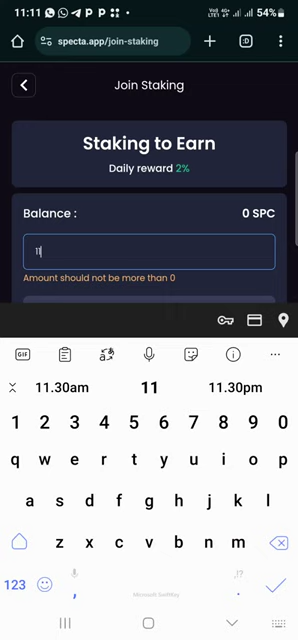 11:11
VoLTE1 4G+ 54%
specta.app/join-staking
:D
Join Staking
Staking to Earn
Daily reward 2%
Balance : 0 SPC
11
Amount should not be more than 0
GIF
11.30am 11 11.30pm
1 2 3 4 5 6 7 8 9 0
q w e r t y u i o p
a s d f g h j k l
z x c v b n m
123 , Microsoft SwiftKey ,!? .